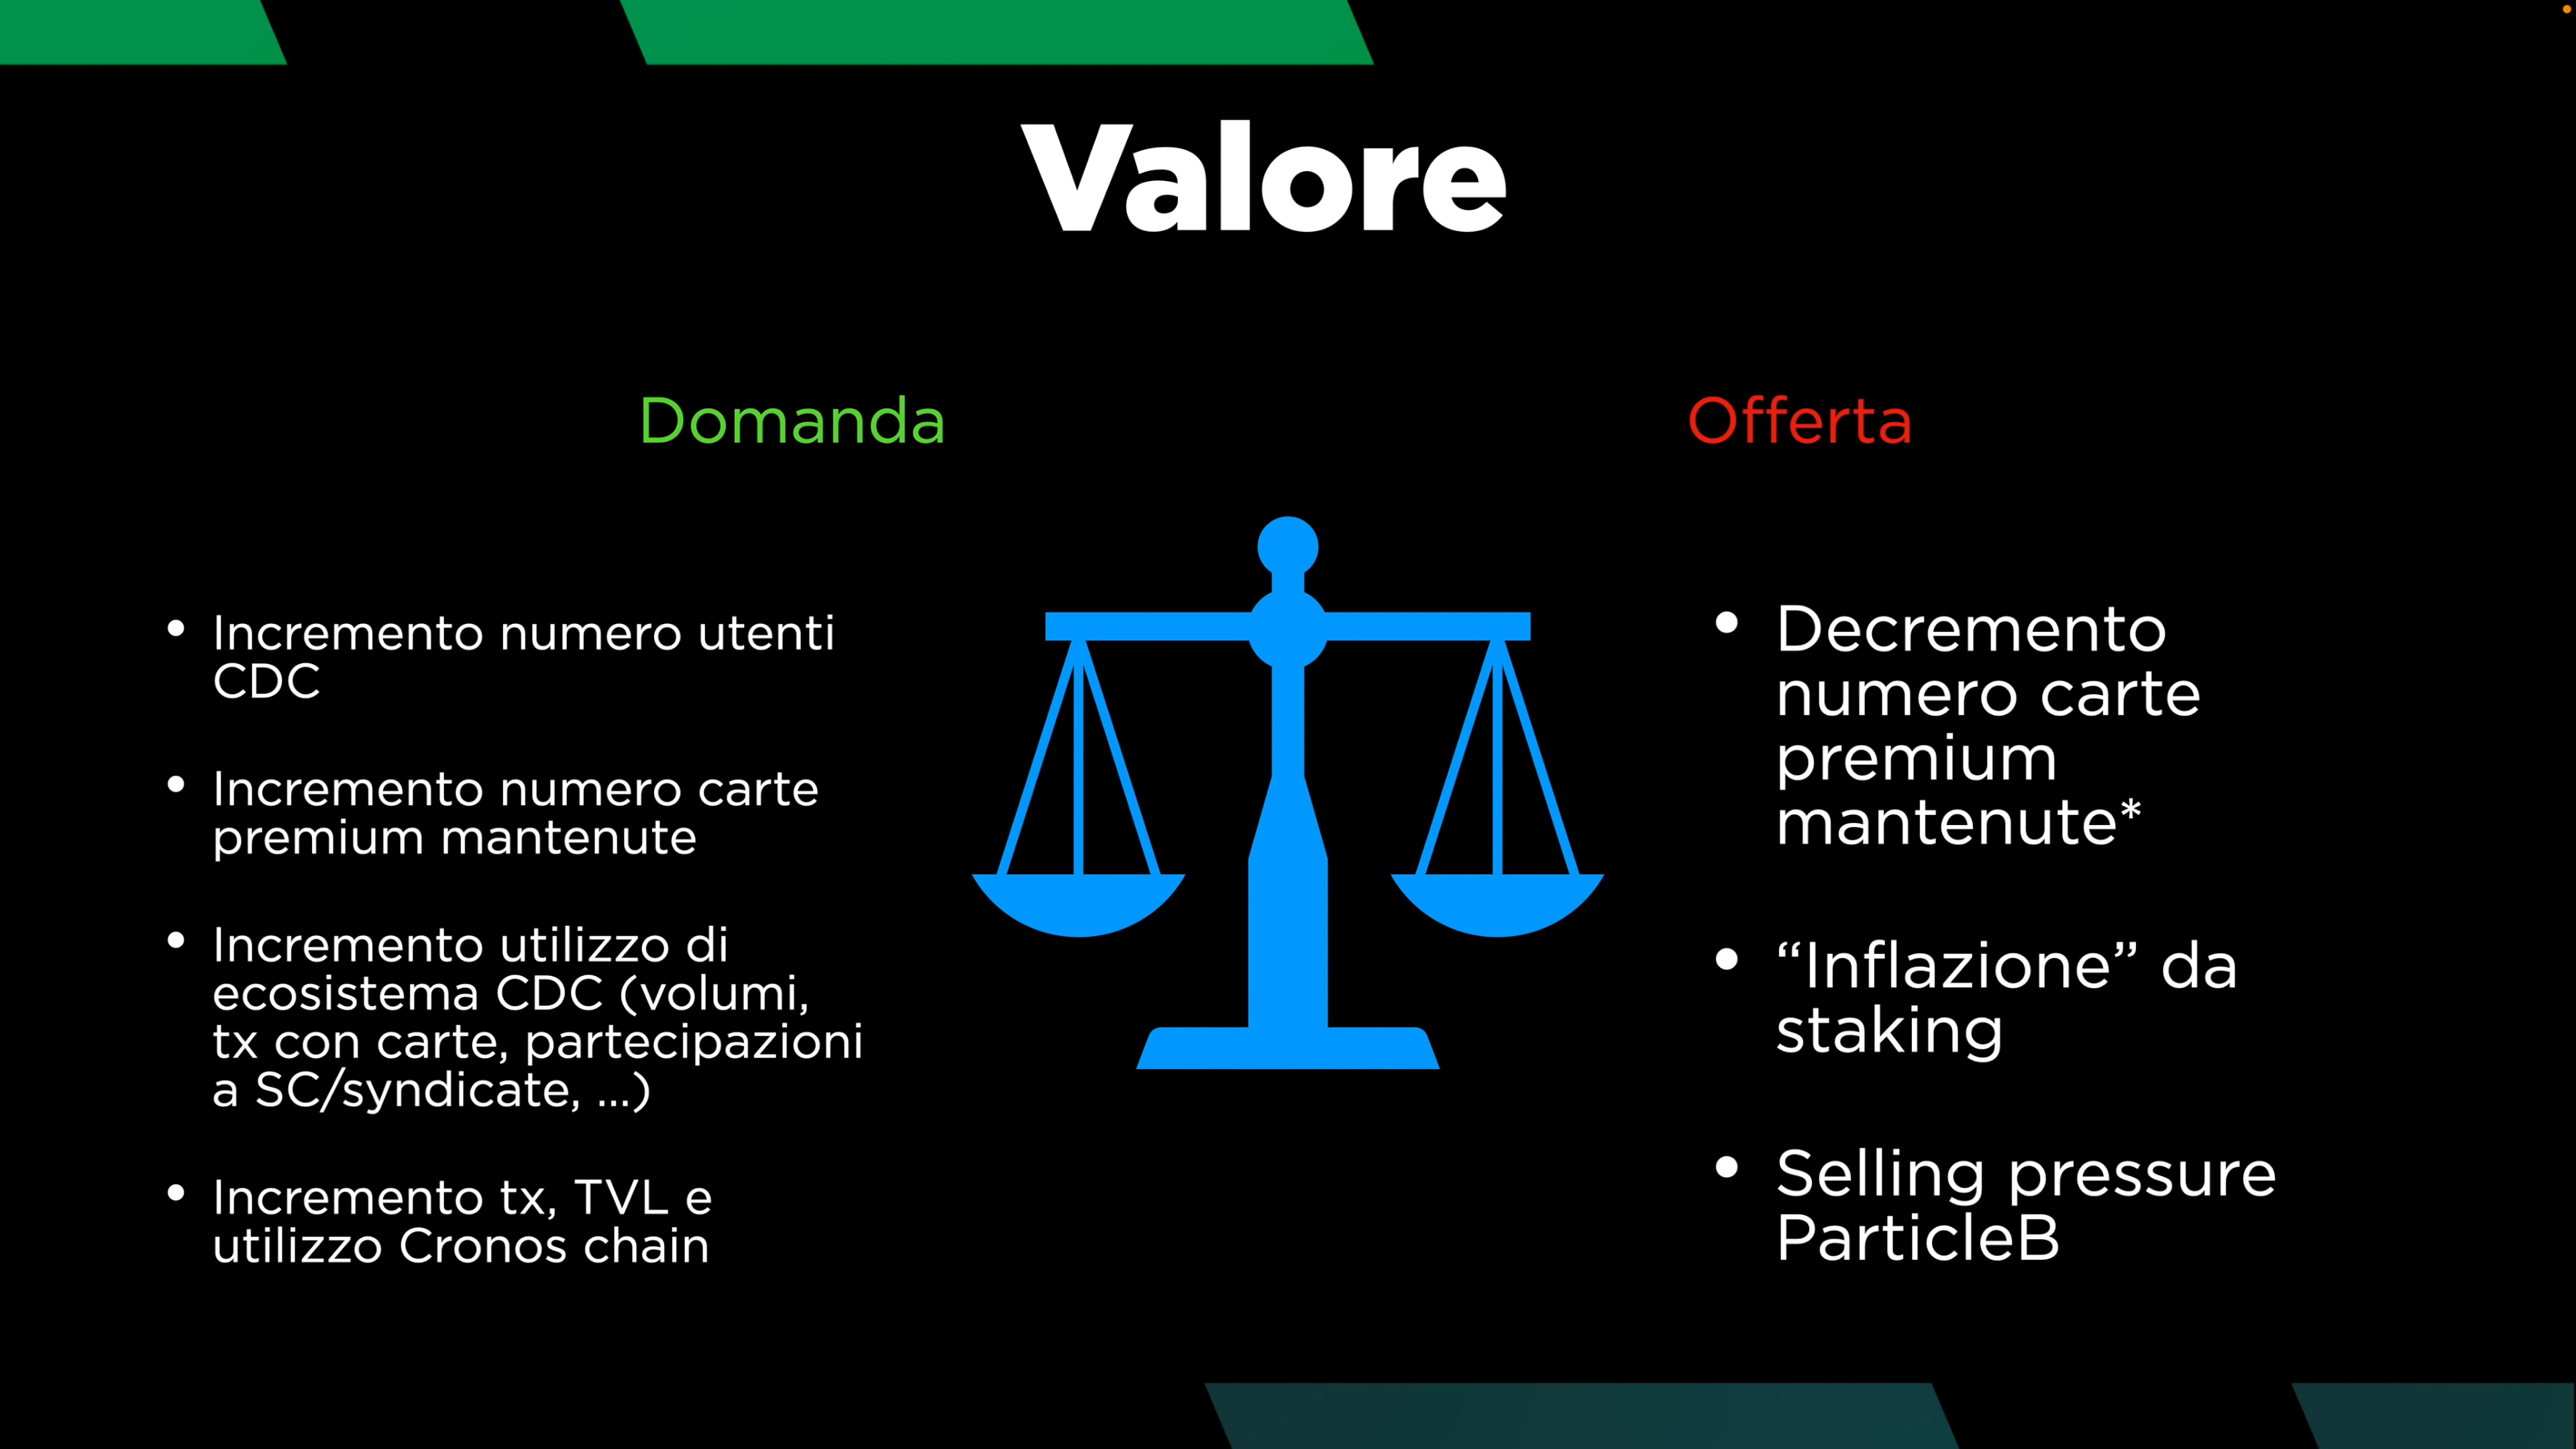 Valore
Domanda
Offerta
• Incremento numero utenti
CDC
• Incremento numero carte
premium mantenute
• Incremento utilizzo di
ecosistema CDC (volumi,
tx con carte, partecipazioni
a SC/syndicate, ...)
• Incremento tx, TVL e
utilizzo Cronos chain
• Decremento
numero carte
premium
mantenute*
• “Inflazione” da
staking
• Selling pressure
ParticleB